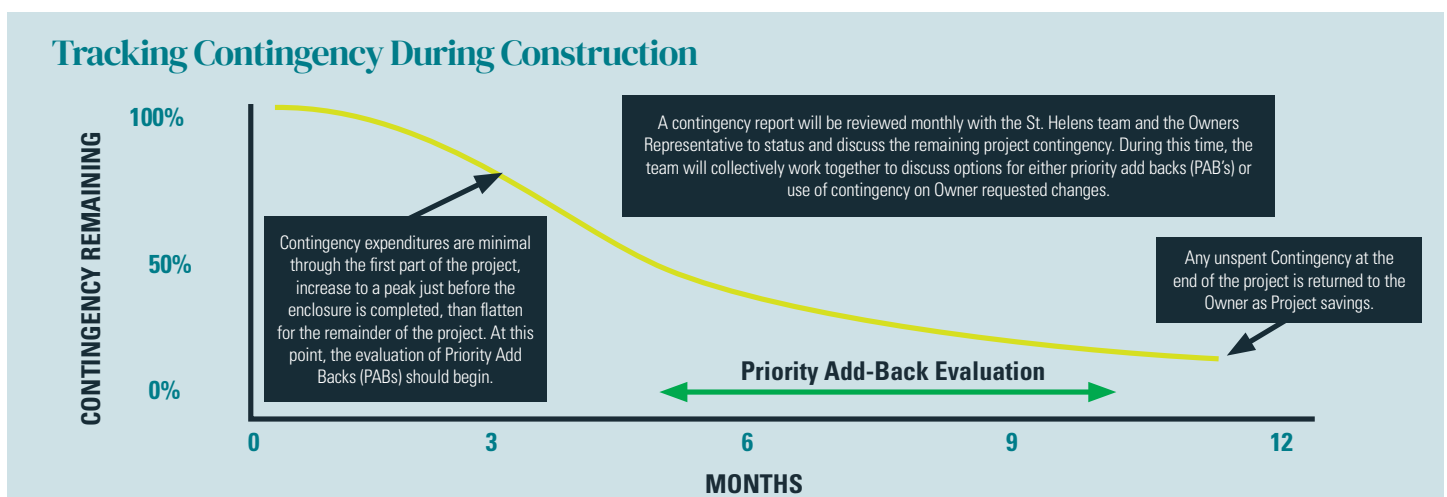 Tracking Contingency During Construction
CONTINGENCY REMAINING
100%
50%
0%
A contingency report will be reviewed monthly with the St. Helens team and the Owners
Representative to status and discuss the remaining project contingency. During this time, the
team will collectively work together to discuss options for either priority add backs (PAB's) or
use of contingency on Owner requested changes.
Contingency expenditures are minimal
through the first part of the project,
increase to a peak just before the
enclosure is completed, than flatten
for the remainder of the project. At this
point, the evaluation of Priority Add
Backs (PABs) should begin.
Any unspent Contingency at the
end of the project is returned to the
Owner as Project savings.
Priority Add-Back Evaluation
0 3 6 9 12
MONTHS